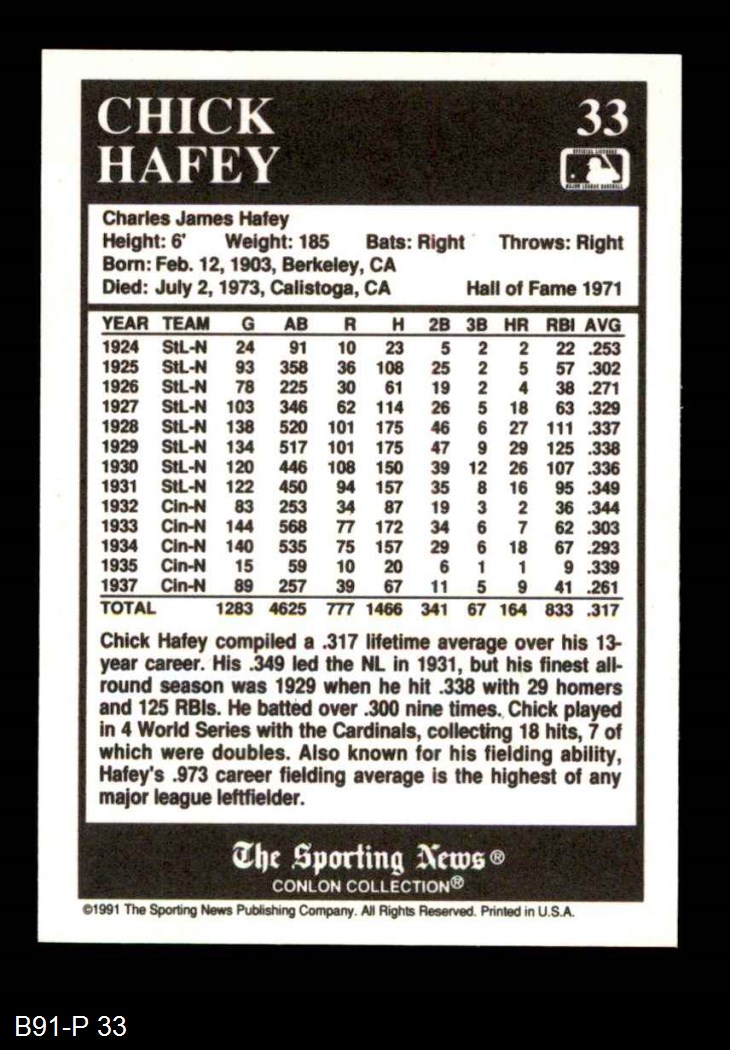 CHICK 33
HAFEY
OFFICIAL LICENSEE
MAJOR LEAGUE BASEBALL
Charles James Hafey
Height: 6' Weight: 185 Bats: Right Throws: Right
Born: Feb. 12, 1903, Berkeley, CA
Died: July 2, 1973, Calistoga, CA Hall of Fame 1971
YEAR TEAM G AB R H 2B 3B HR RBI AVG
1924 StL-N 24 91 10 23 5 2 2 22 .253
1925 StL-N 93 358 36 108 25 2 5 57 .302
1926 StL-N 78 225 30 61 19 2 4 38 .271
1927 StL-N 103 346 62 114 26 5 18 63 .329
1928 StL-N 138 520 101 175 46 6 27 111 .337
1929 StL-N 134 517 101 175 47 9 29 125 .338
1930 StL-N 120 446 108 150 39 12 26 107 .336
1931 StL-N 122 450 94 157 35 8 16 95 .349
1932 Cin-N 83 253 34 87 19 3 2 36 .344
1933 Cin-N 144 568 77 172 34 6 7 62 .303
1934 Cin-N 140 535 75 157 29 6 18 67 .293
1935 Cin-N 15 59 10 20 6 1 1 9 .339
1937 Cin-N 89 257 39 67 11 5 9 41 .261
TOTAL 1283 4625 777 1466 341 67 164 833 .317
Chick Hafey compiled a .317 lifetime average over his 13-
year career. His .349 led the NL in 1931, but his finest all-
round season was 1929 when he hit .338 with 29 homers
and 125 RBIs. He batted over .300 nine times. Chick played
in 4 World Series with the Cardinals, collecting 18 hits, 7 of
which were doubles. Also known for his fielding ability,
Hafey's .973 career fielding average is the highest of any
major league leftfielder.
The Sporting News®
CONLON COLLECTION®
©1991 The Sporting News Publishing Company. All Rights Reserved. Printed in U.S.A.
B91-P 33